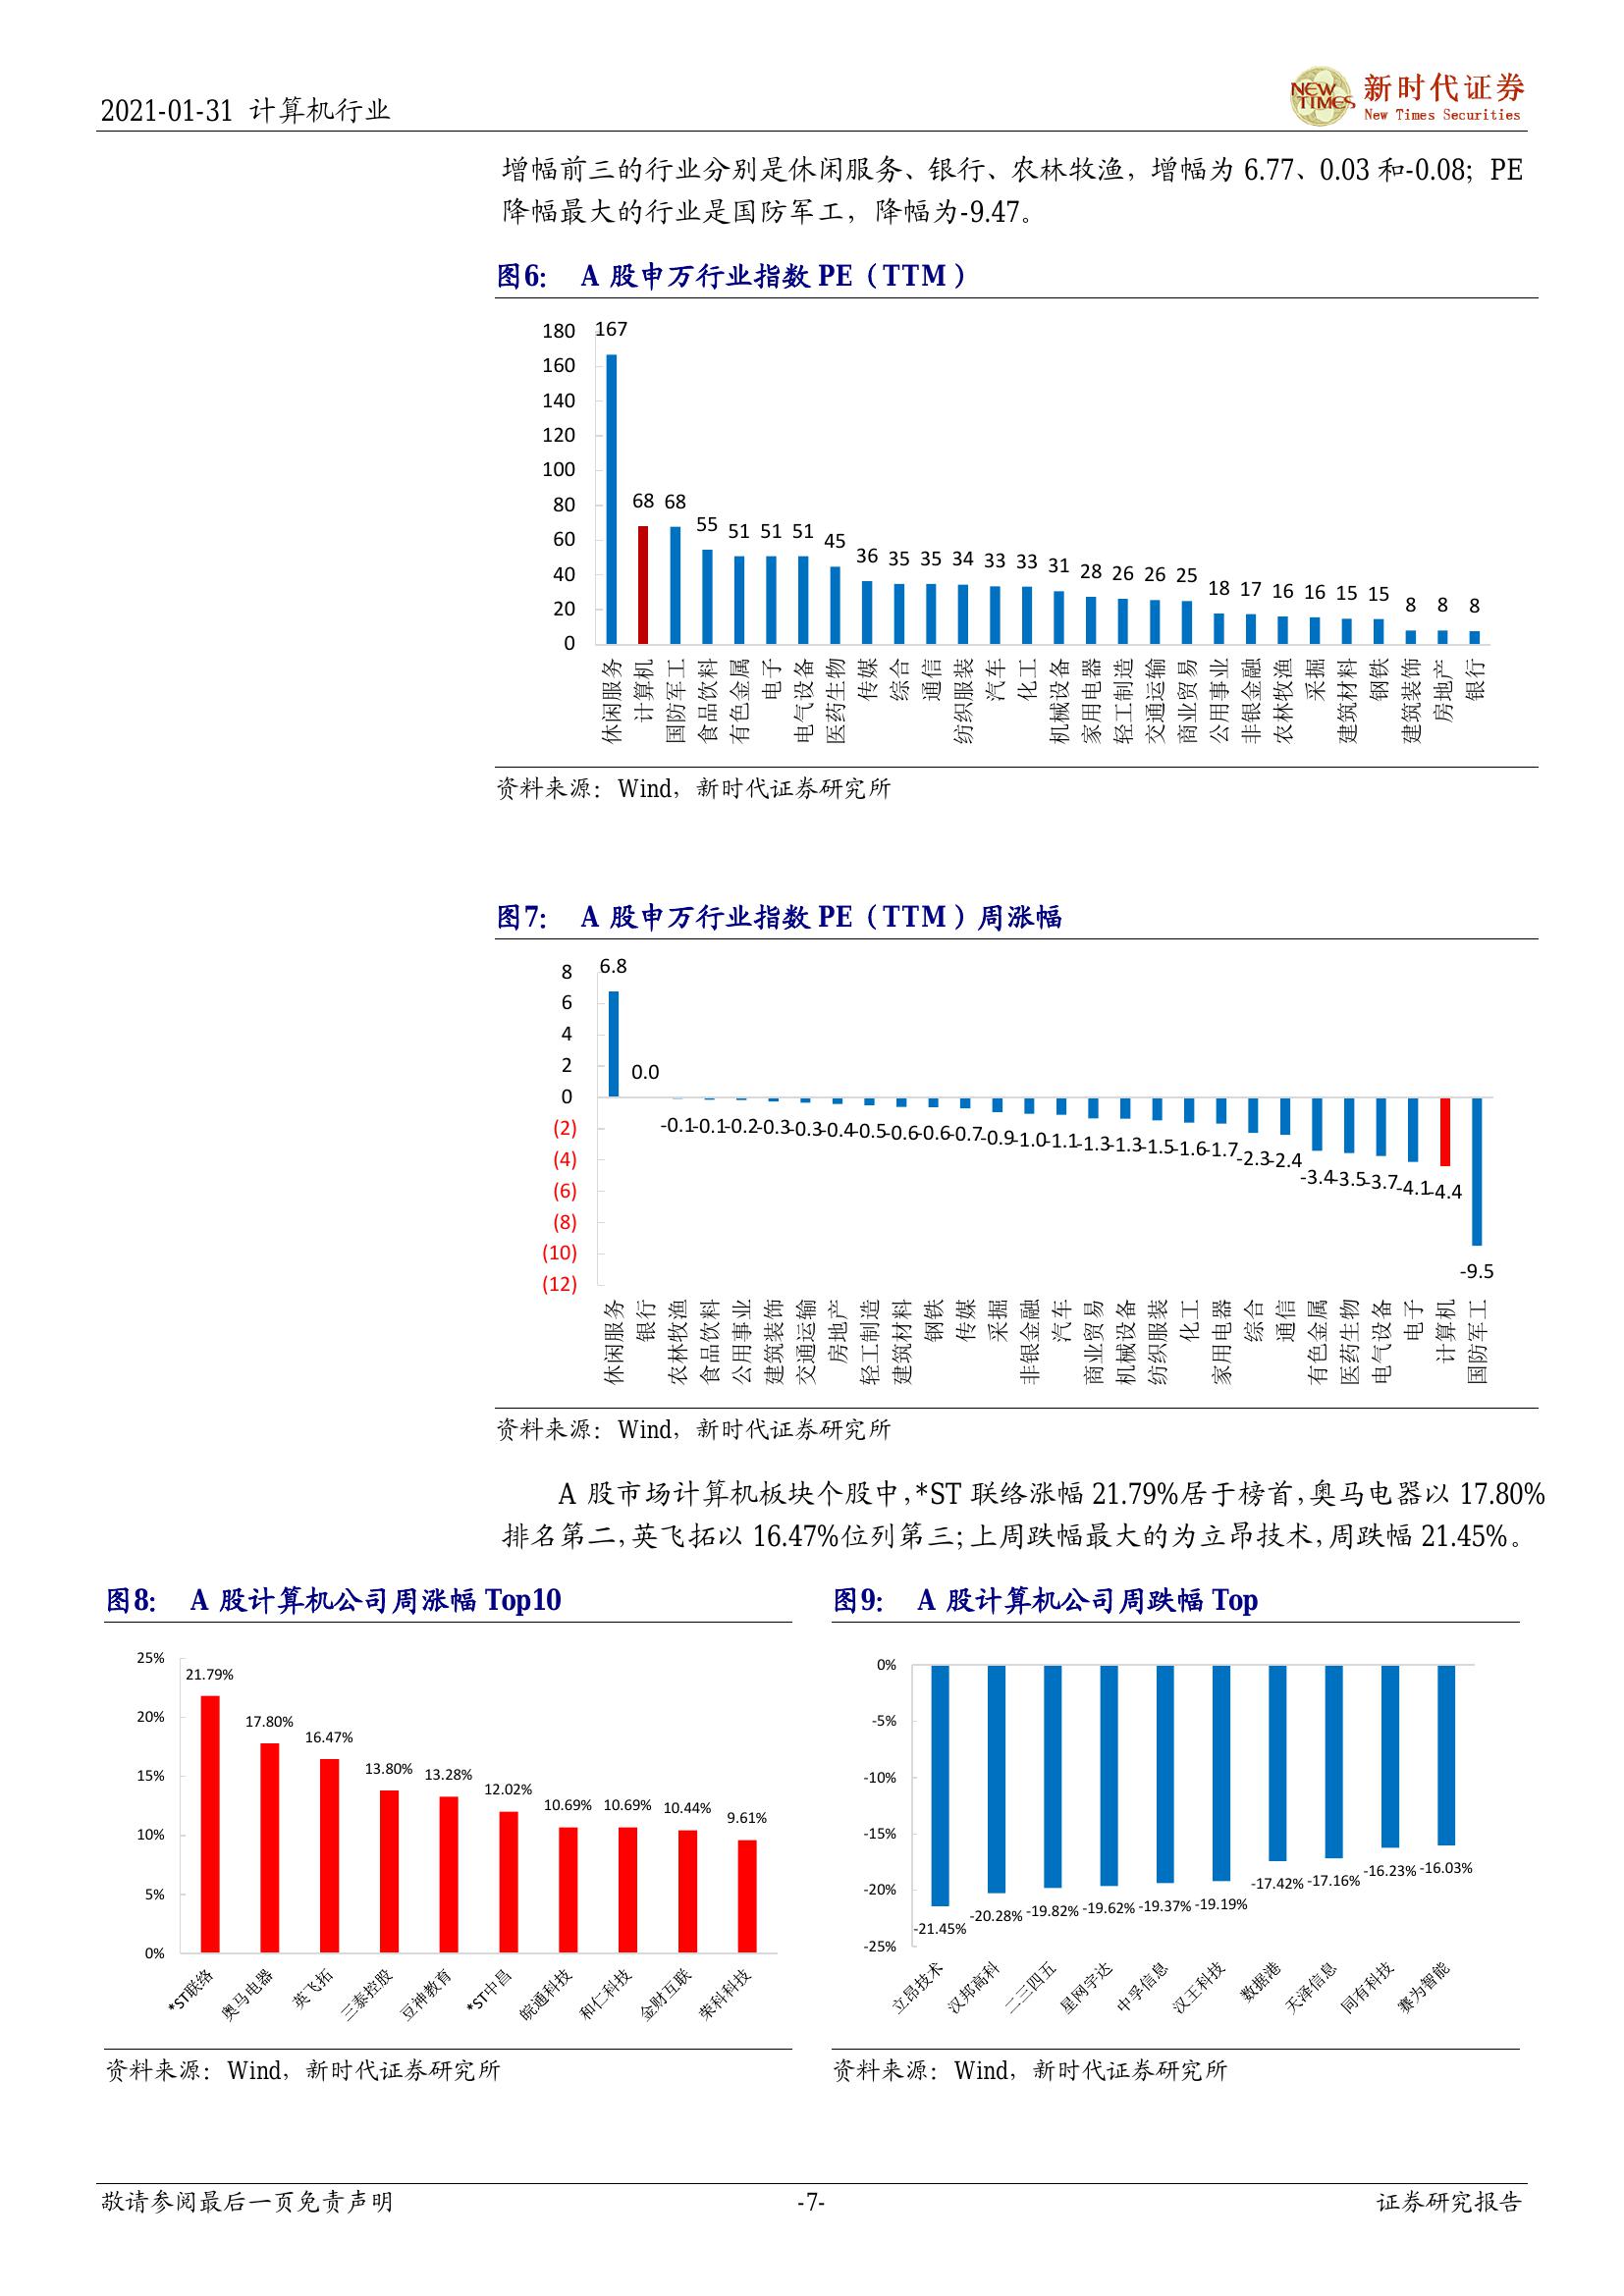 2021-01-31 计算机行业
NEW TIMES
新时代证券
New Times Securities
增幅前三的行业分别是休闲服务、银行、农林牧渔，增幅为 6.77、0.03 和-0.08；PE
降幅最大的行业是国防军工，降幅为-9.47。
图6： A 股申万行业指数 PE（TTM）
180 160 140 120 100 80 60 40 20 0
167 68 68 55 51 51 51 45 36 35 35 34 33 33 31 28 26 26 25 18 17 16 16 15 15 8 8 8
休闲服务 计算机 国防军工 食品饮料 有色金属 电子 电气设备 医药生物 传媒 综合 通信 纺织服装 汽车 化工 机械设备 家用电器 轻工制造 交通运输 商业贸易 公用事业 非银金融 农林牧渔 采掘 建筑材料 钢铁 建筑装饰 房地产 银行
资料来源：Wind，新时代证券研究所
图7： A 股申万行业指数 PE（TTM）周涨幅
8 6 4 2 0 (2) (4) (6) (8) (10) (12)
6.8 0.0 -0.1 -0.1 -0.2 -0.3 -0.3 -0.4 -0.5 -0.6 -0.6 -0.7 -0.9 -1.0 -1.1 -1.3 -1.3 -1.5 -1.6 -1.7 -2.3 -2.4 -3.4 -3.5 -3.7 -4.1 -4.4 -9.5
休闲服务 银行 农林牧渔 食品饮料 公用事业 建筑装饰 交通运输 房地产 轻工制造 建筑材料 钢铁 传媒 采掘 非银金融 汽车 商业贸易 机械设备 纺织服装 化工 家用电器 综合 通信 有色金属 医药生物 电气设备 电子 计算机 国防军工
资料来源：Wind，新时代证券研究所
A 股市场计算机板块个股中，*ST 联络涨幅 21.79%居于榜首，奥马电器以 17.80%
排名第二，英飞拓以 16.47%位列第三；上周跌幅最大的为立昂技术，周跌幅 21.45%。
图8： A 股计算机公司周涨幅 Top10
25% 20% 15% 10% 5% 0%
21.79% 17.80% 16.47% 13.80% 13.28% 12.02% 10.69% 10.69% 10.44% 9.61%
*ST联络 奥马电器 英飞拓 三泰控股 豆神教育 *ST中昌 皖通科技 和仁科技 金财互联 荣科科技
资料来源：Wind，新时代证券研究所
图9： A 股计算机公司周跌幅 Top
0% -5% -10% -15% -20% -25%
-21.45% -20.28% -19.82% -19.62% -19.37% -19.19% -17.42% -17.16% -16.23% -16.03%
立昂技术 汉邦高科 二三四五 星网宇达 中孚信息 汉王科技 数据港 天泽信息 同有科技 赛为智能
资料来源：Wind，新时代证券研究所
敬请参阅最后一页免责声明
-7-
证券研究报告